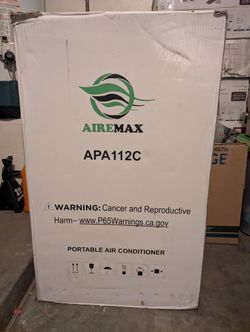 AIREMAX
APA112C
⚠ WARNING: Cancer and Reproductive
Harm– www.P65Warnings.ca.gov
PORTABLE AIR CONDITIONER